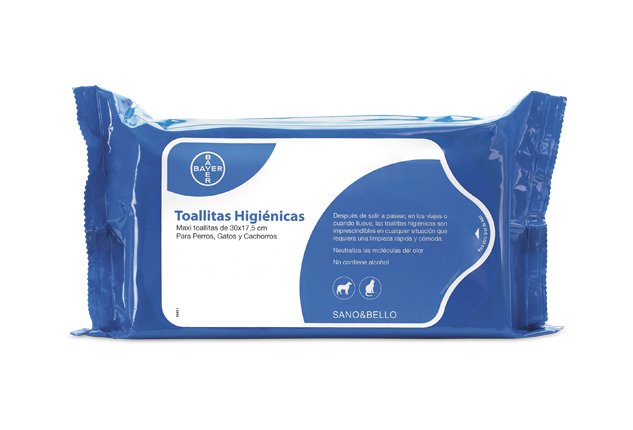 BAYER
BAYER
Toallitas Higiénicas
Maxi toallitas de 30x17,5 cm
Para Perros, Gatos y Cachorros
Después de salir a pasear, en los viajes o
cuando llueve, las toallitas higiénicas son
imprescindibles en cualquier situación que
requiera una limpieza rápida y cómoda.
Neutraliza las moléculas del olor
No contiene alcohol
SANO&BELLO